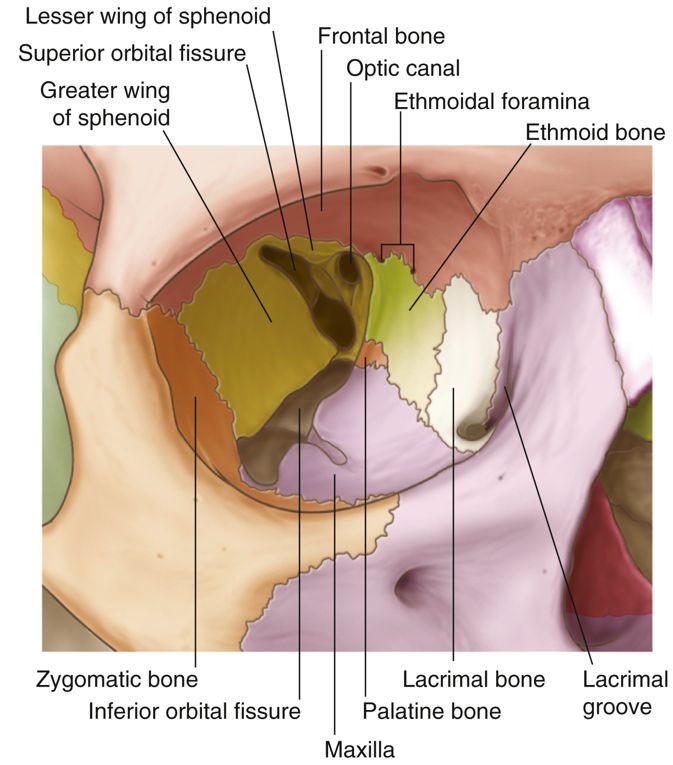 Lesser wing of sphenoid
Frontal bone
Superior orbital fissure
Optic canal
Greater wing
of sphenoid
Ethmoidal foramina
Ethmoid bone
Zygomatic bone
Lacrimal bone
Lacrimal
groove
Inferior orbital fissure
Palatine bone
Maxilla